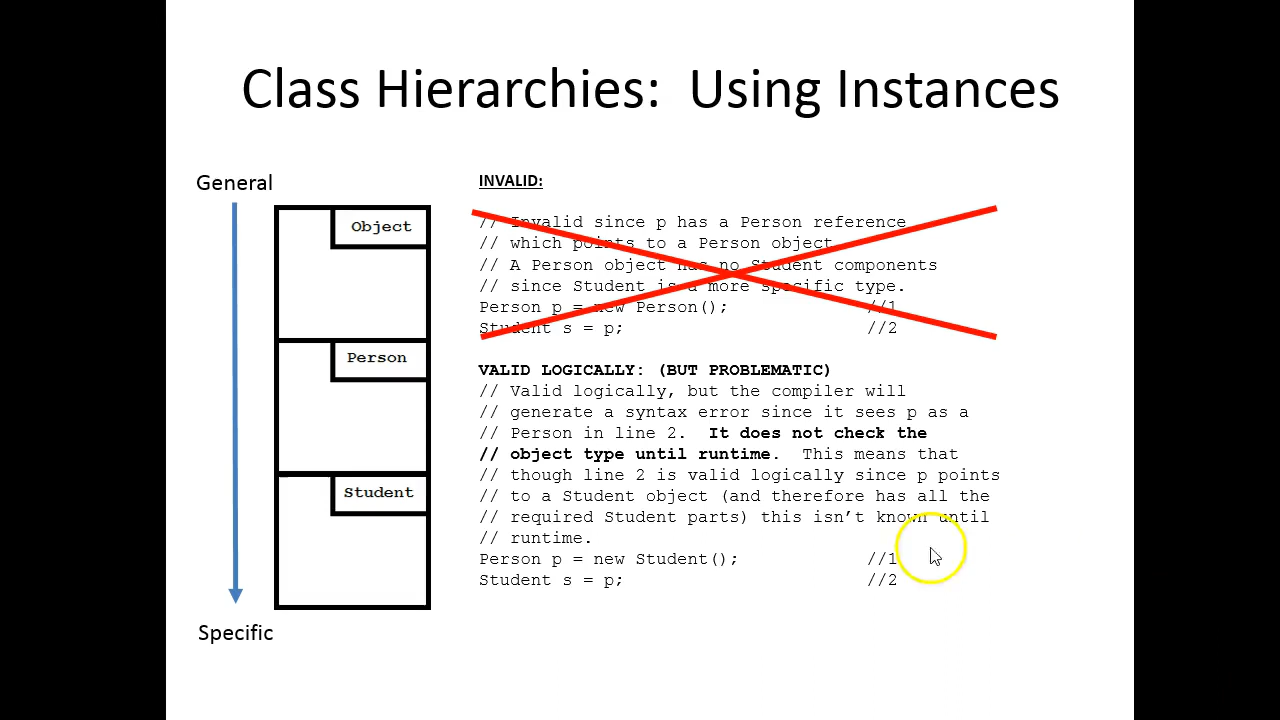 Class Hierarchies:  Using Instances
General
Object
Person
Student
Specific
INVALID:
// Invalid since p has a Person reference
// which points to a Person object
// A Person object has no Student components
// since Student is a more specific type.
Person p = new Person(); //1
Student s = p; //2
VALID LOGICALLY: (BUT PROBLEMATIC)
// Valid logically, but the compiler will
// generate a syntax error since it sees p as a
// Person in line 2.  It does not check the
// object type until runtime.  This means that
// though line 2 is valid logically since p points
// to a Student object (and therefore has all the
// required Student parts) this isn’t known until
// runtime.
Person p = new Student(); //1
Student s = p; //2